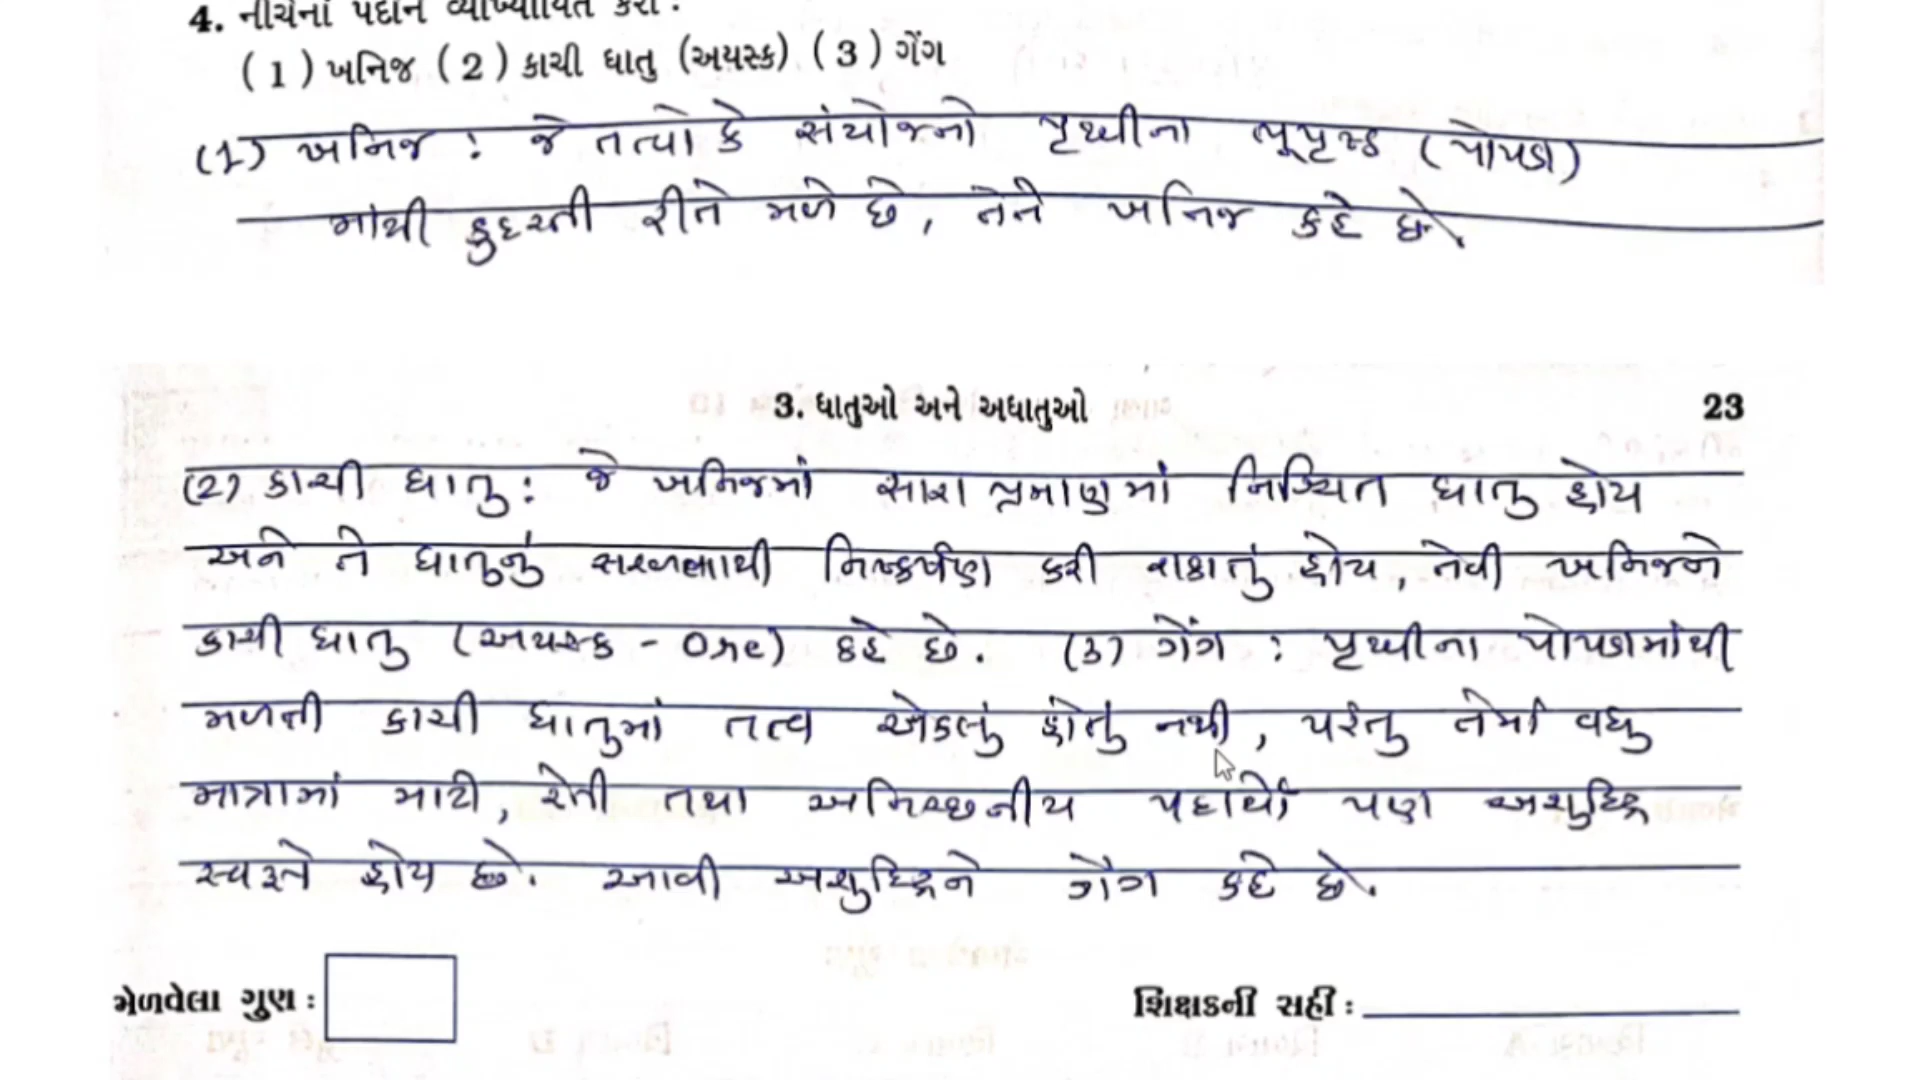 4. નીચેનાં પદોને વ્યાખ્યાયિત કરો :
( 1 ) ખનિજ ( 2 ) કાચી ધાતુ (અયસ્ક) ( 3 ) ગેંગ
(1) ખનિજ : જે તત્વો કે સંયોજનો પૃથ્વીના ભૂપૃષ્ઠ (પોપડા)
માંથી કુદરતી રીતે મળે છે, તેને ખનિજ કહે છે.
3. ધાતુઓ અને અધાતુઓ 23
(2) કાચી ધાતુ : જે ખનિજમાં સારા પ્રમાણમાં નિશ્ચિત ધાતુ હોય
અને તે ધાતુનું સરળતાથી નિષ્કર્ષણ કરી શકાતું હોય, તેવી ખનિજને
કાચી ધાતુ (અયસ્ક - Ore) કહે છે. (3) ગેંગ : પૃથ્વીના પોપડામાંથી
મળતી કાચી ધાતુમાં તત્વ એકલું હોતું નથી, પરંતુ તેમાં વધુ
માત્રામાં માટી, રેતી તથા અનિચ્છનીય પદાર્થો પણ અશુદ્ધિ
સ્વરૂપે હોય છે. આવી અશુદ્ધિને ગેંગ કહે છે.
મેળવેલા ગુણ : શિક્ષકની સહી :